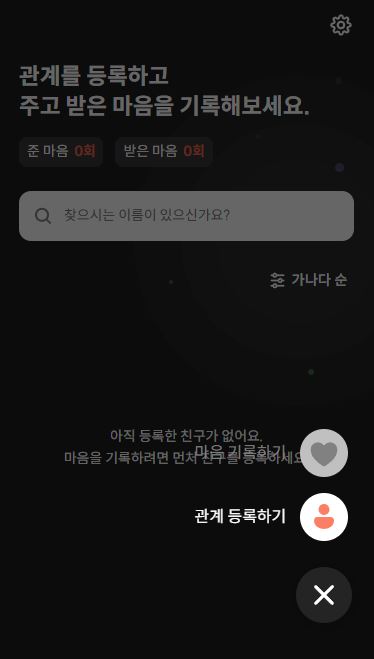 관계를 등록하고
주고 받은 마음을 기록해보세요.
준 마음 0회 받은 마음 0회
찾으시는 이름이 있으신가요?
가나다 순
아직 등록한 친구가 없어요.
마음 기록하기
마음을 기록하려면 먼저 친구를 등록하세요
관계 등록하기